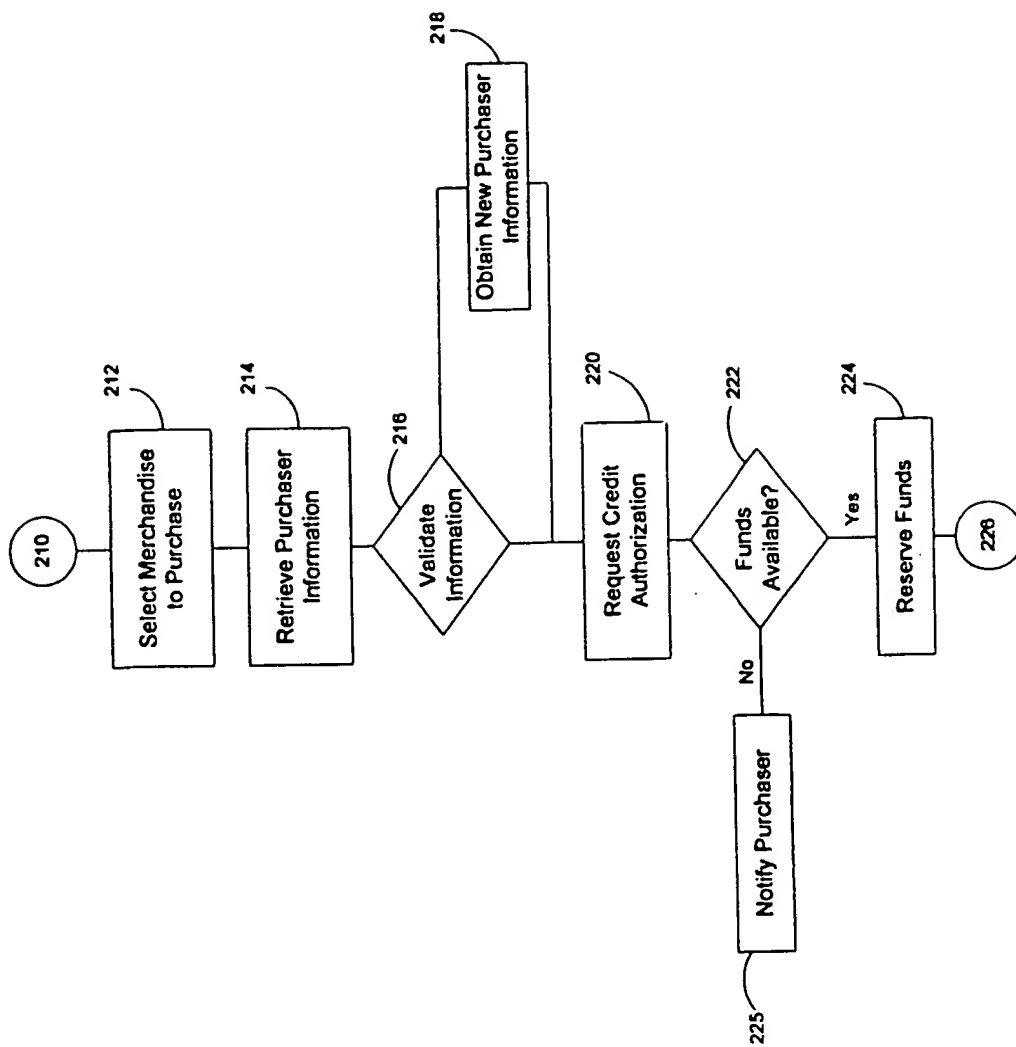 210
212
Select Merchandise
to Purchase
214
Retrieve Purchaser
Information
216
Validate
Information
218
Obtain New Purchaser
Information
220
Request Credit
Authorization
222
Funds
Available?
No
Yes
225
Notify Purchaser
224
Reserve Funds
226